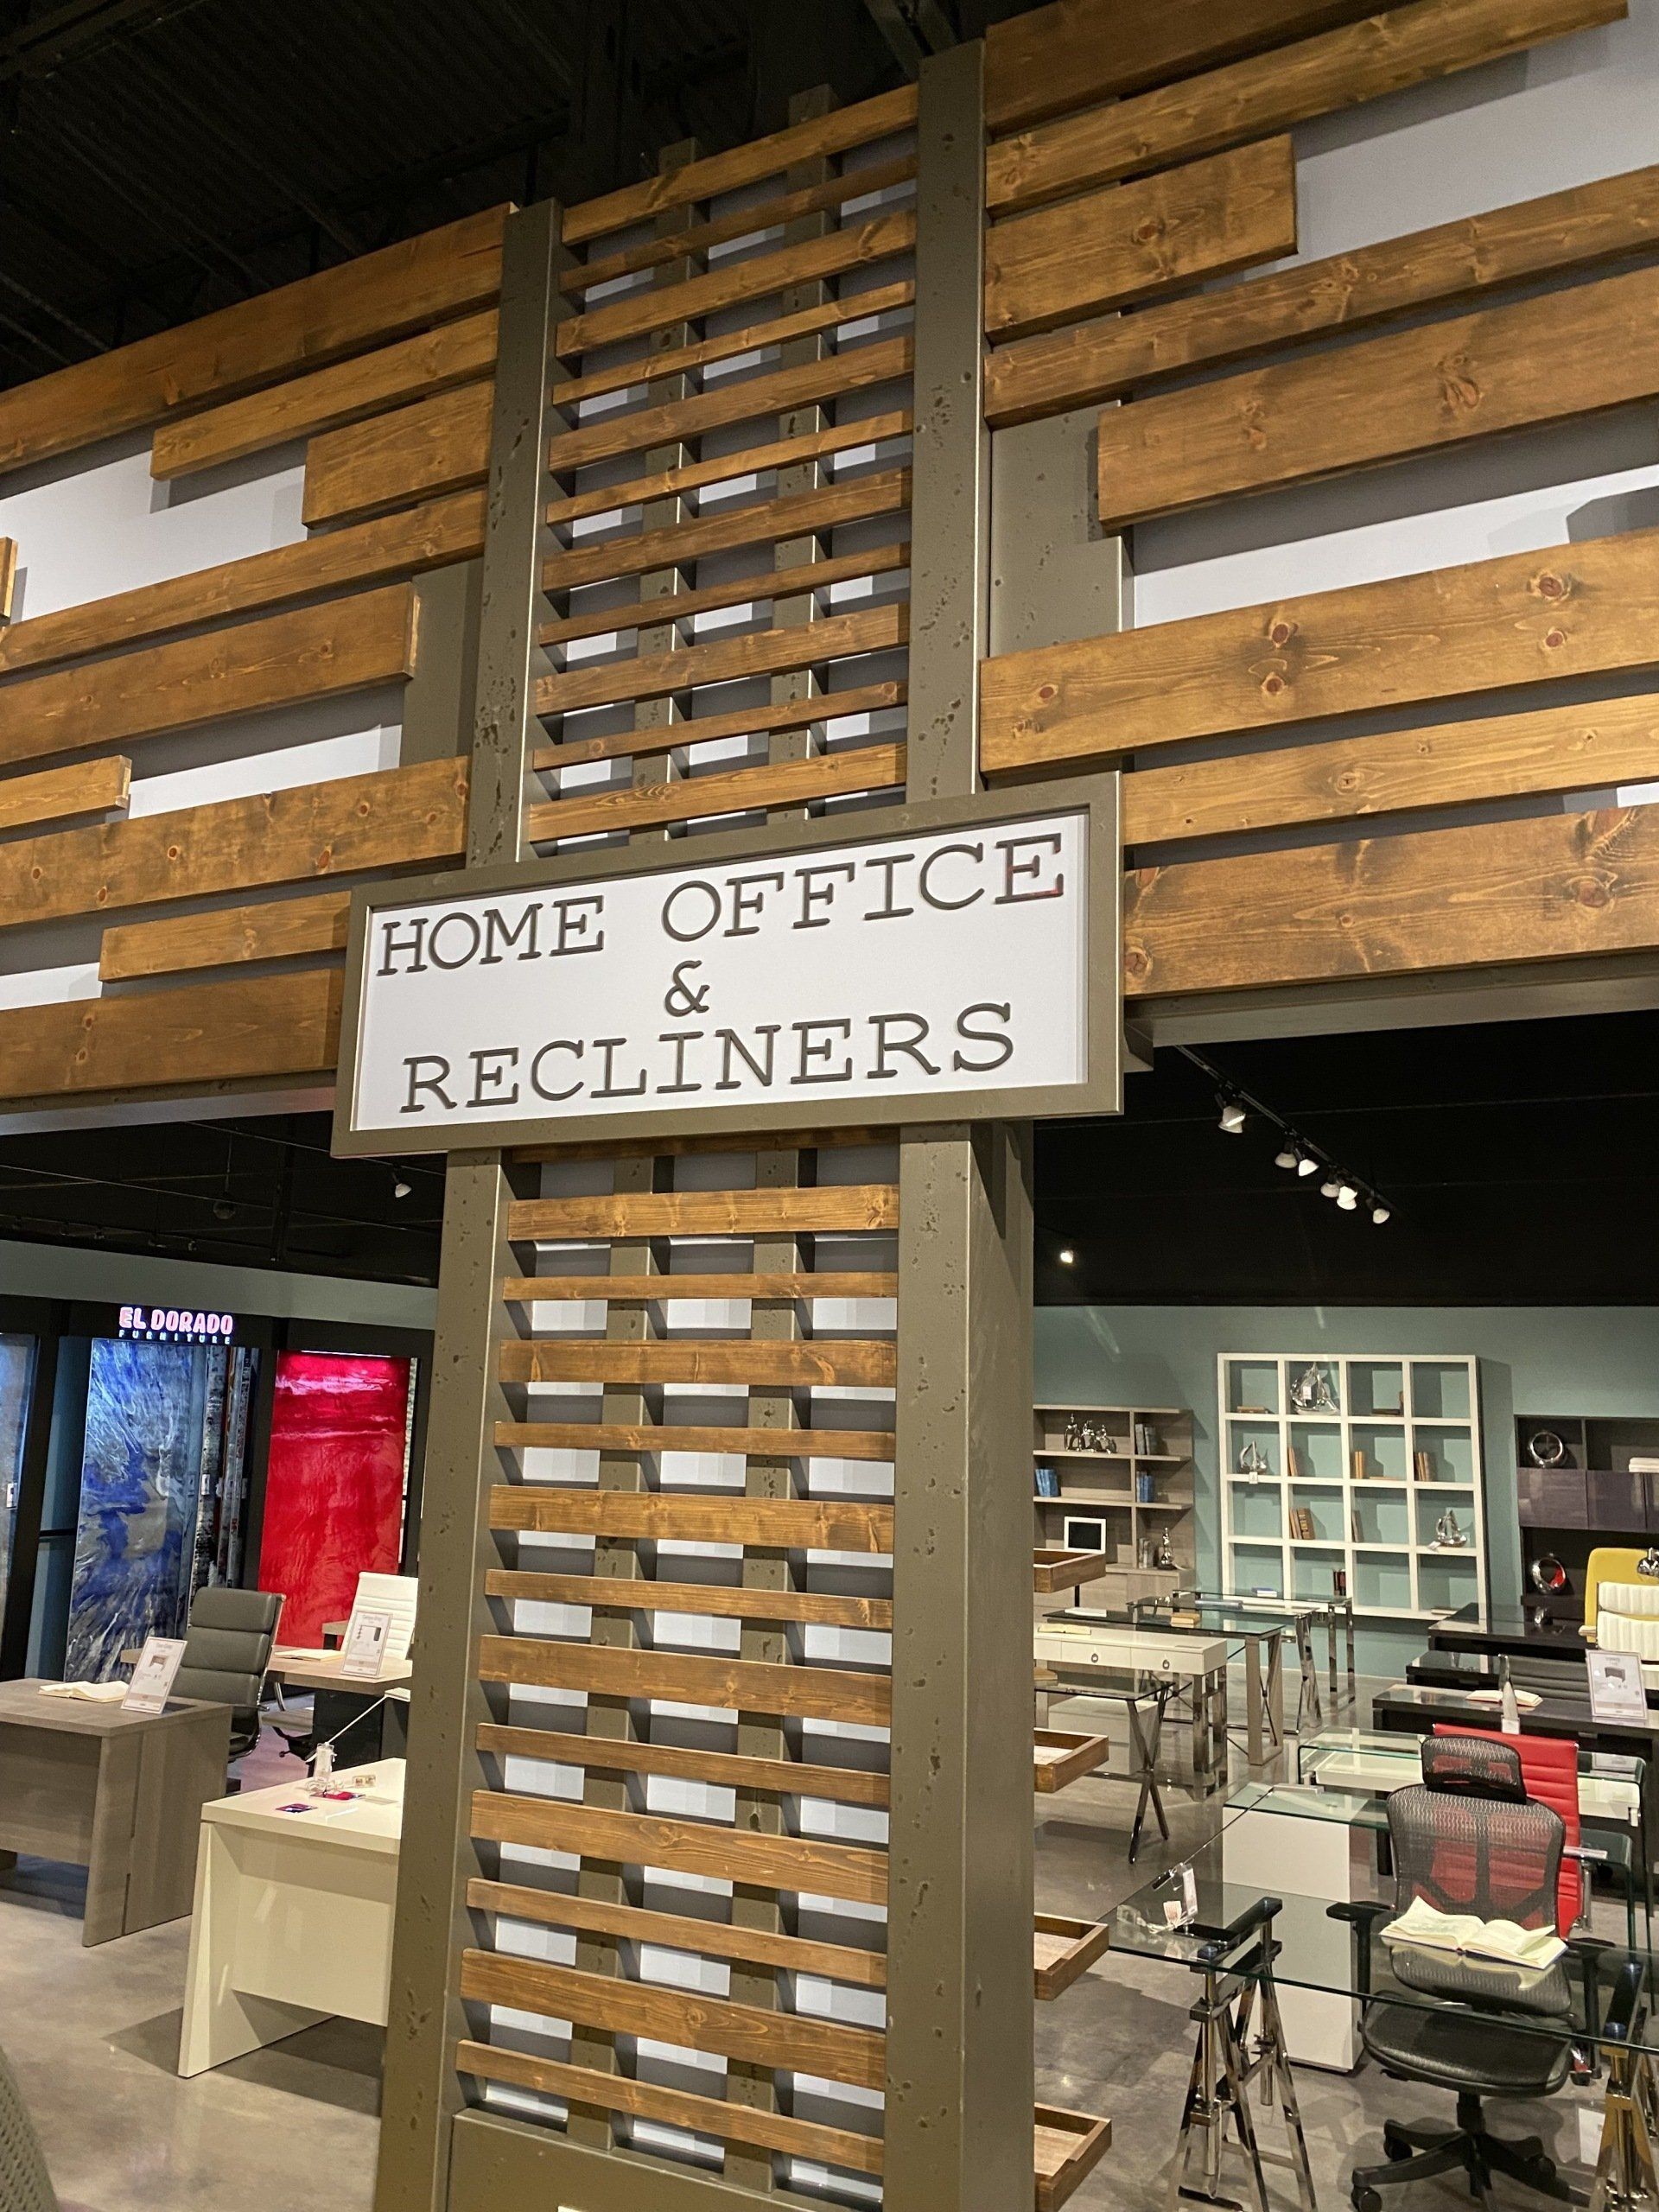 HOME OFFICE
&
RECLINERS
EL DORADO
FURNITURE